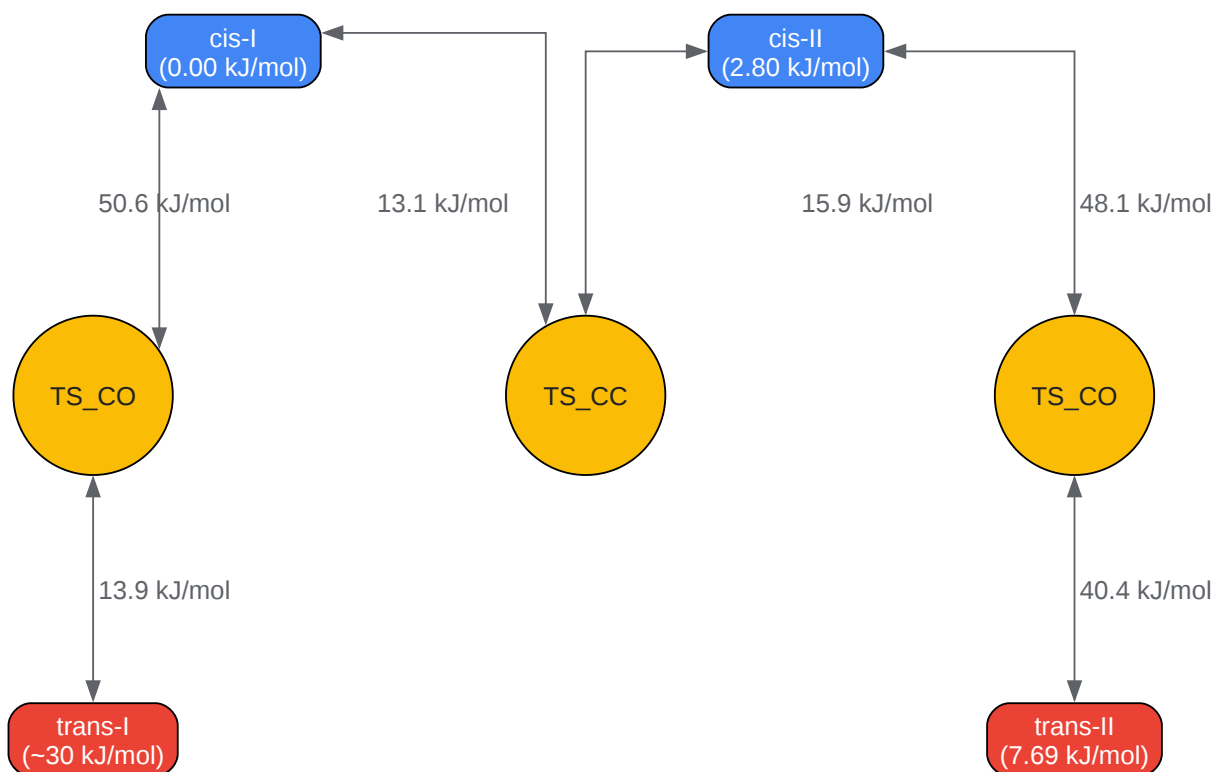 cis-I
(0.00 kJ/mol)
cis-II
(2.80 kJ/mol)
50.6 kJ/mol
13.1 kJ/mol
15.9 kJ/mol
48.1 kJ/mol
TS_CO
TS_CC
TS_CO
13.9 kJ/mol
40.4 kJ/mol
trans-I
(~30 kJ/mol)
trans-II
(7.69 kJ/mol)